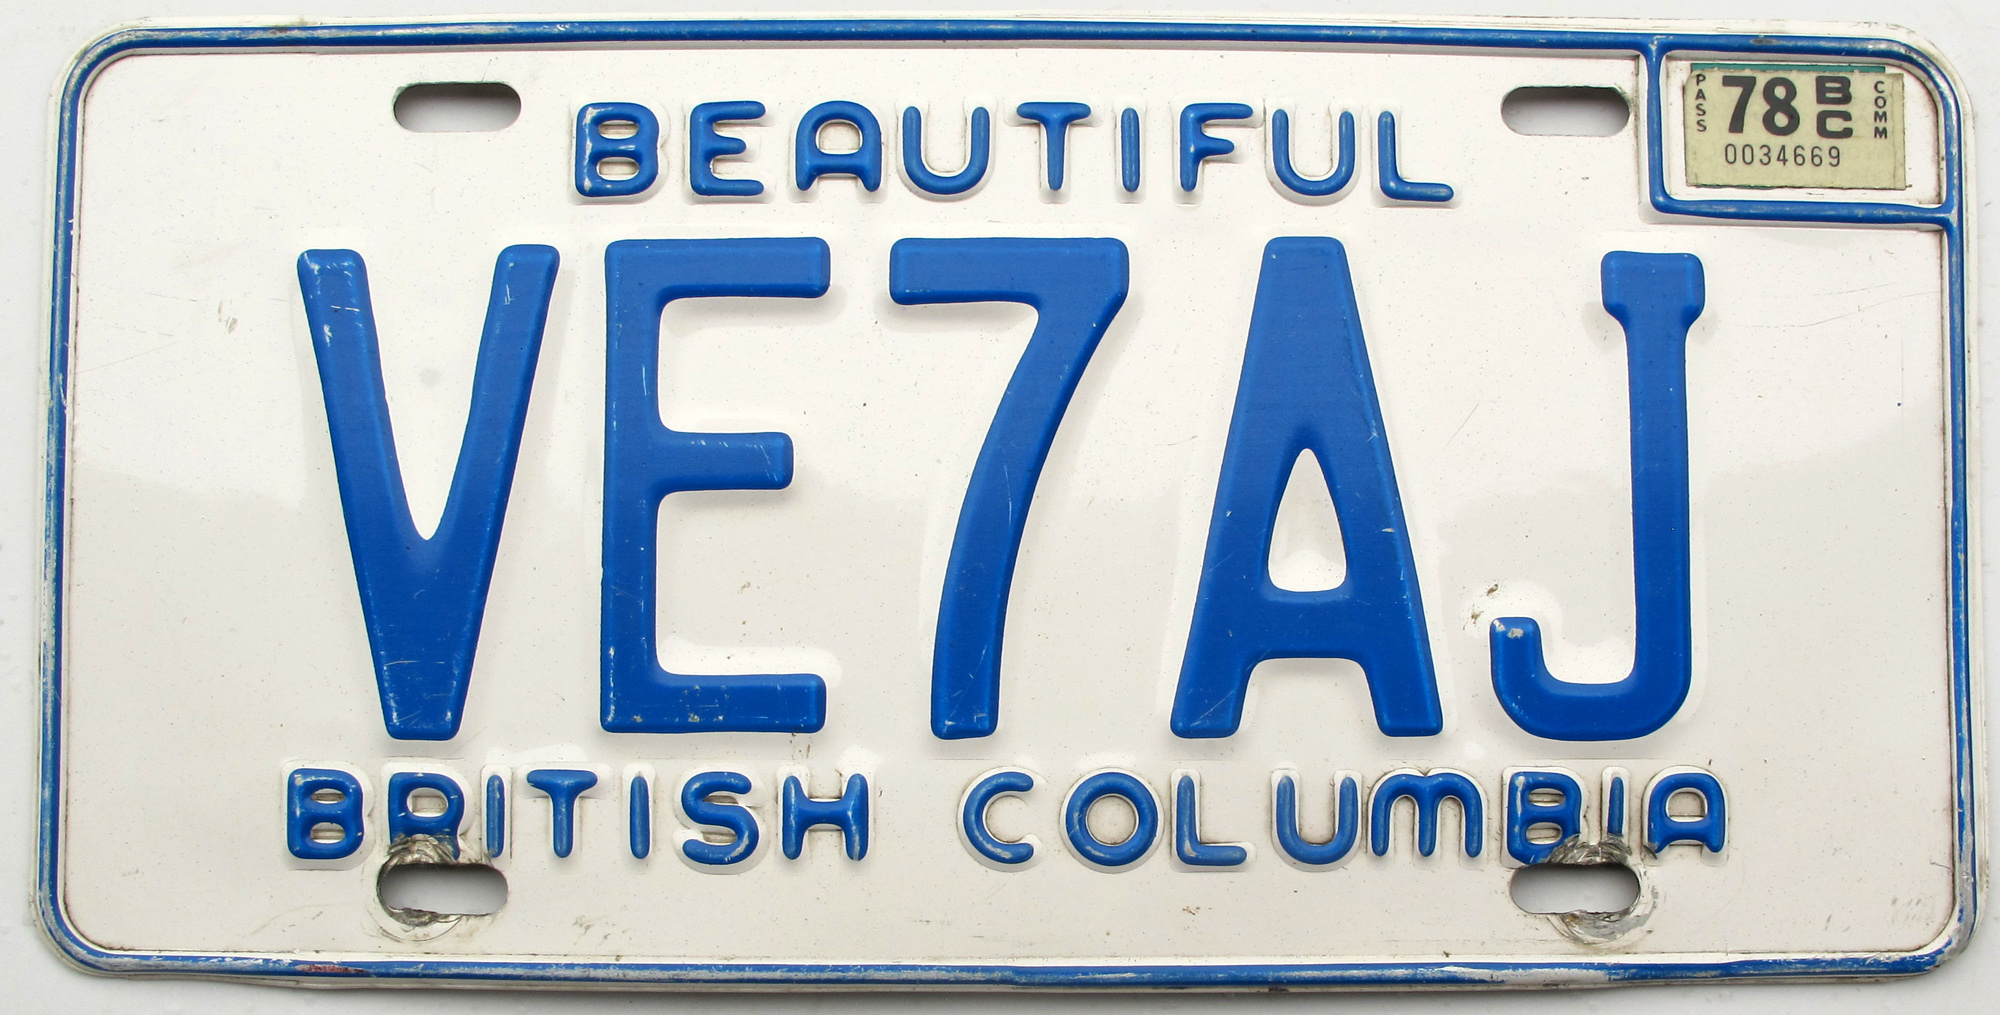 BEAUTIFUL
PASS 78 BC COMM
0034669
VE7AJ
BRITISH COLUMBIA